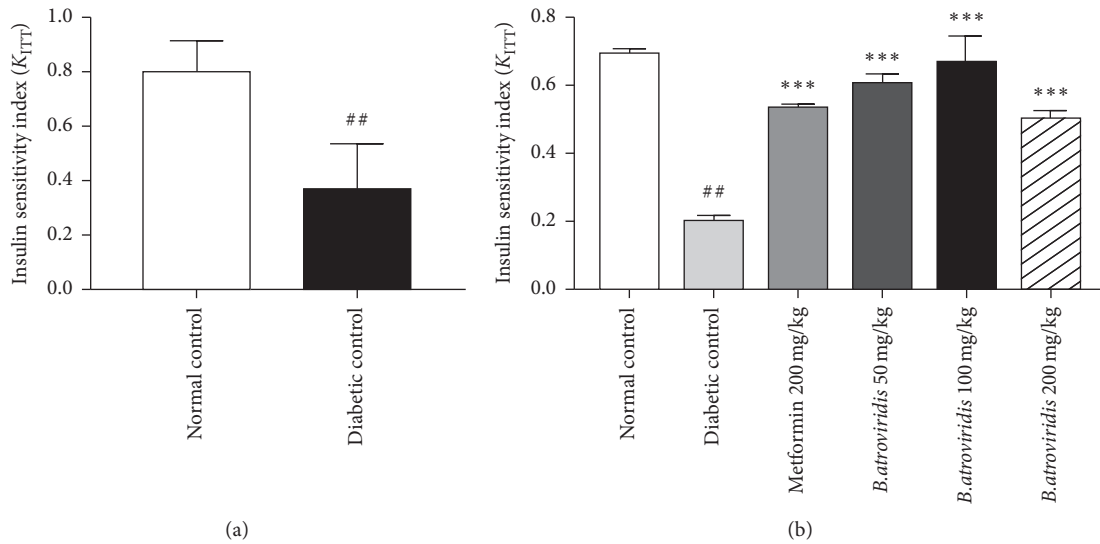 Insulin sensitivity index (KITT)
1.0
0.8
0.6
0.4
0.2
0.0
##
Normal control
Diabetic control
(a)
Insulin sensitivity index (KITT)
0.8
0.6
0.4
0.2
0.0
##
***
***
***
***
Normal control
Diabetic control
Metformin 200 mg/kg
B.atroviridis 50 mg/kg
B.atroviridis 100 mg/kg
B.atroviridis 200 mg/kg
(b)